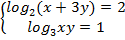 log₂(x + 3y) = 2
log₃xy = 1